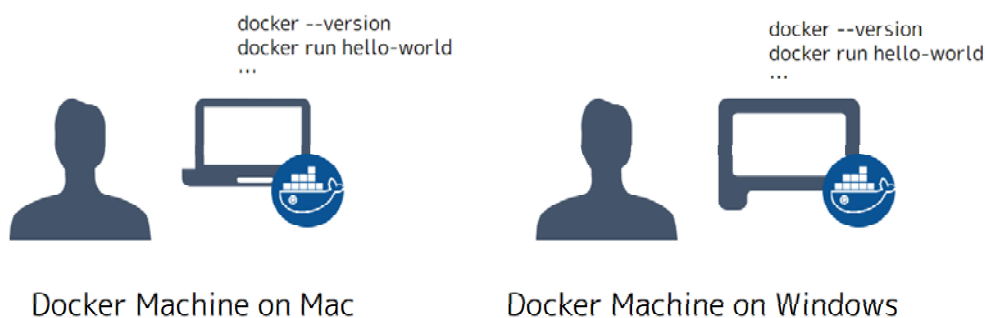 docker --version
docker run hello-world
...
docker --version
docker run hello-world
...
Docker Machine on Mac
Docker Machine on Windows